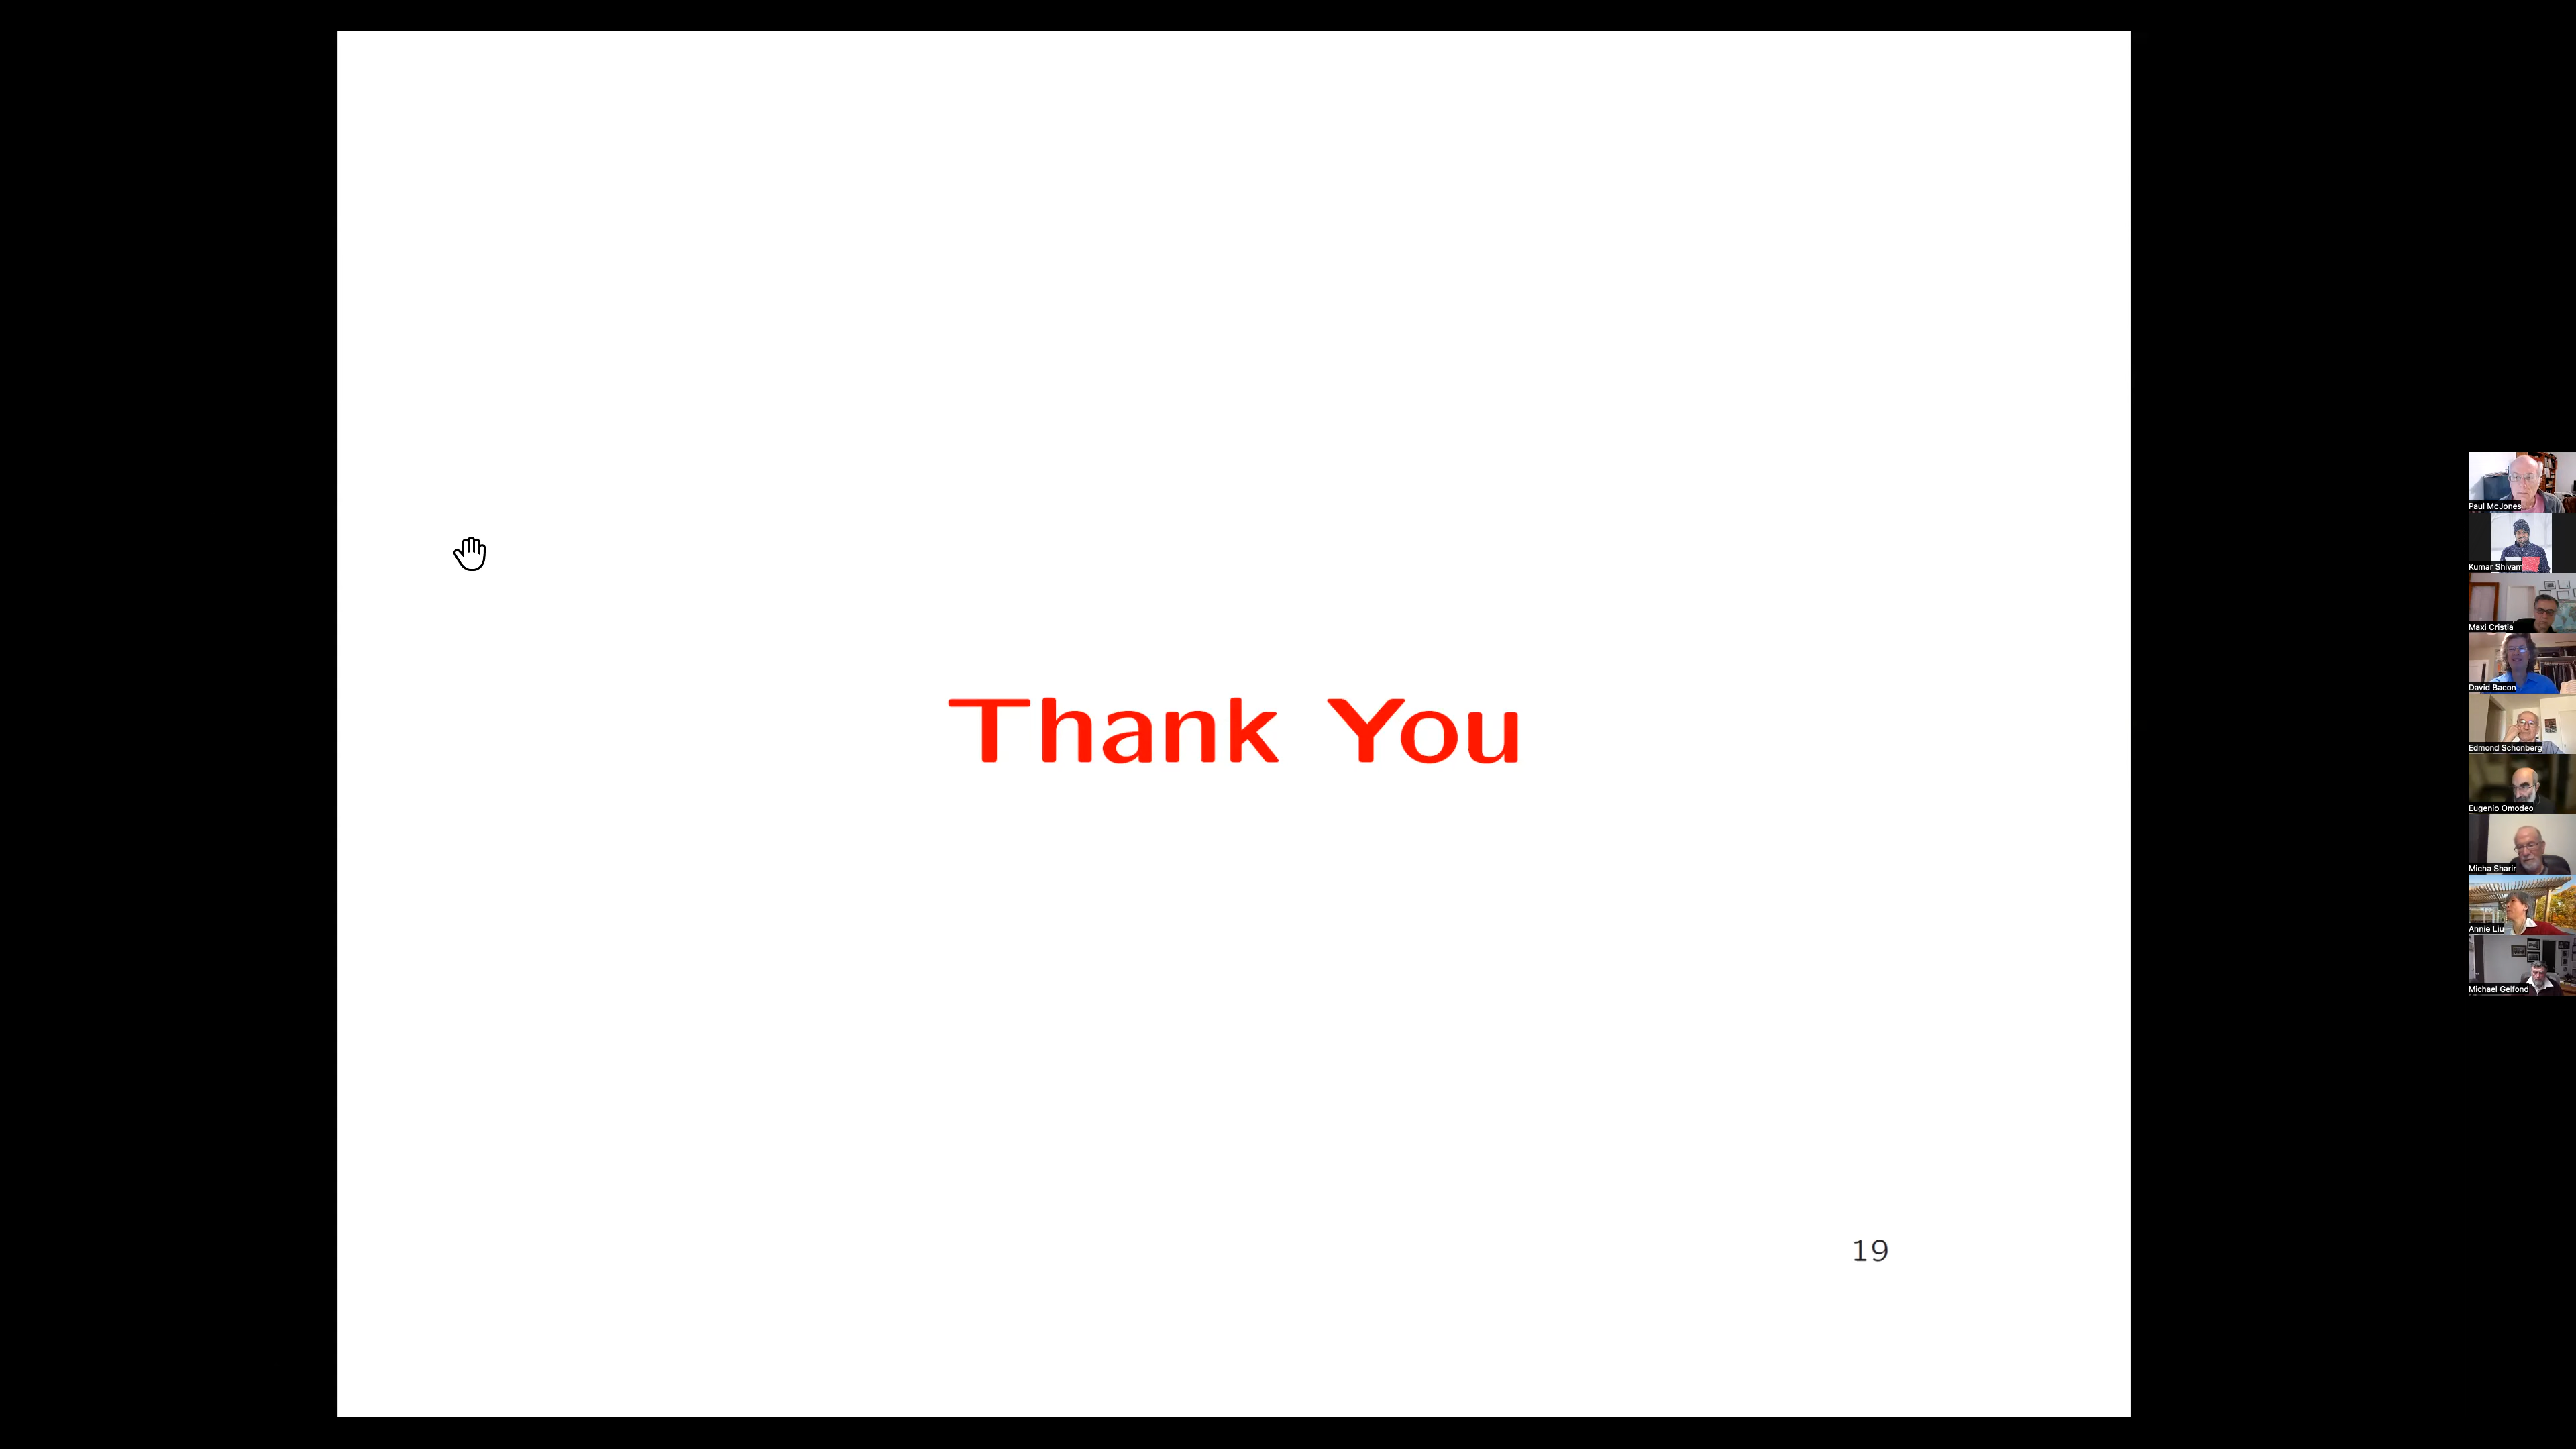 Thank You
19
Paul McJones
Kumar Shivam
Maxi Cristia
David Bacon
Edmond Schonberg
Eugenio Omodeo
Micha Sharir
Annie Liu
Michael Gelfond